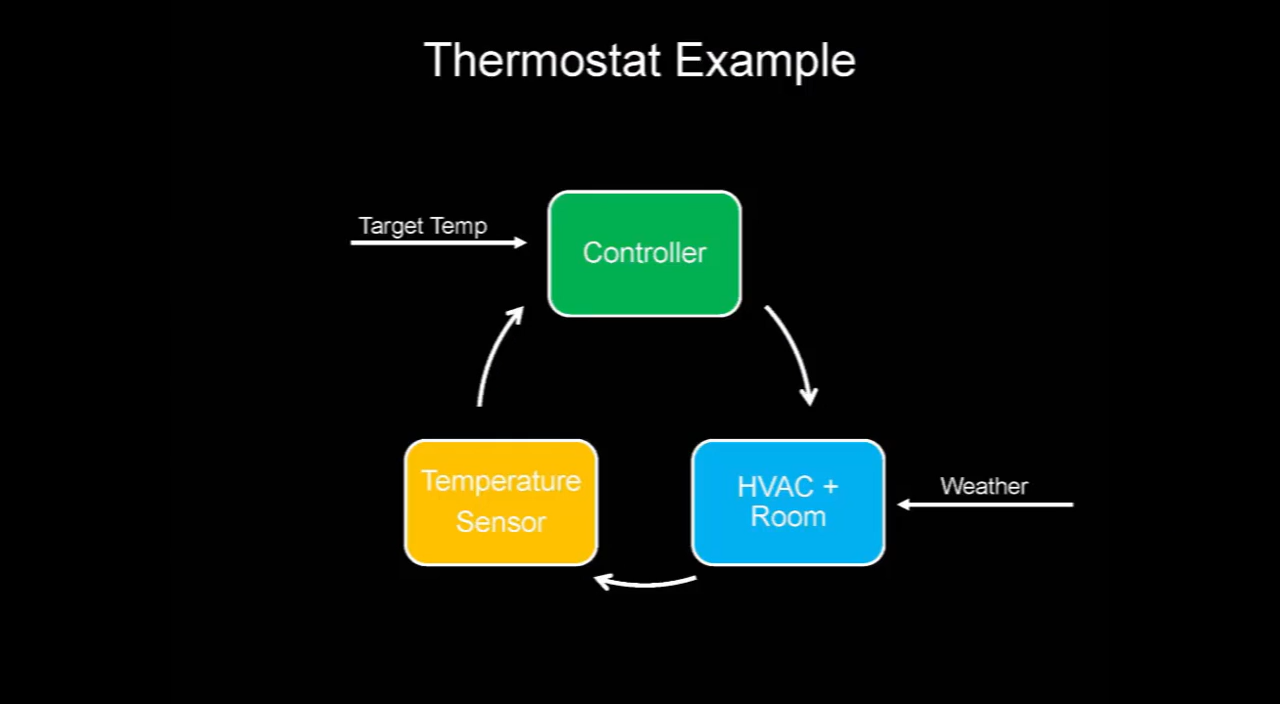 Thermostat Example
Target Temp
Controller
Temperature
Sensor
HVAC +
Room
Weather